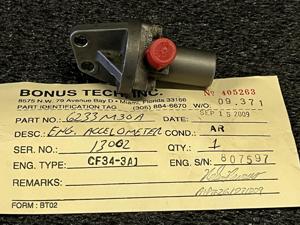 BONUS TECH, INC.
8575 N.W. 79 Avenue Bay D • Miami, Florida 33166
PART IDENTIFICATION TAG (305) 884-6670
No 405263
W/O: 09.371
SEP 15 2009
PART NO.: 6233M30A DATE:
DESC.: ENG. ACCELOMETER COND: AR
SER. NO.: 13002 QTY: 1
ENG. TYPE: CF34-3A1 ENG. S/N: 807597
REMARKS:
FORM: BT02